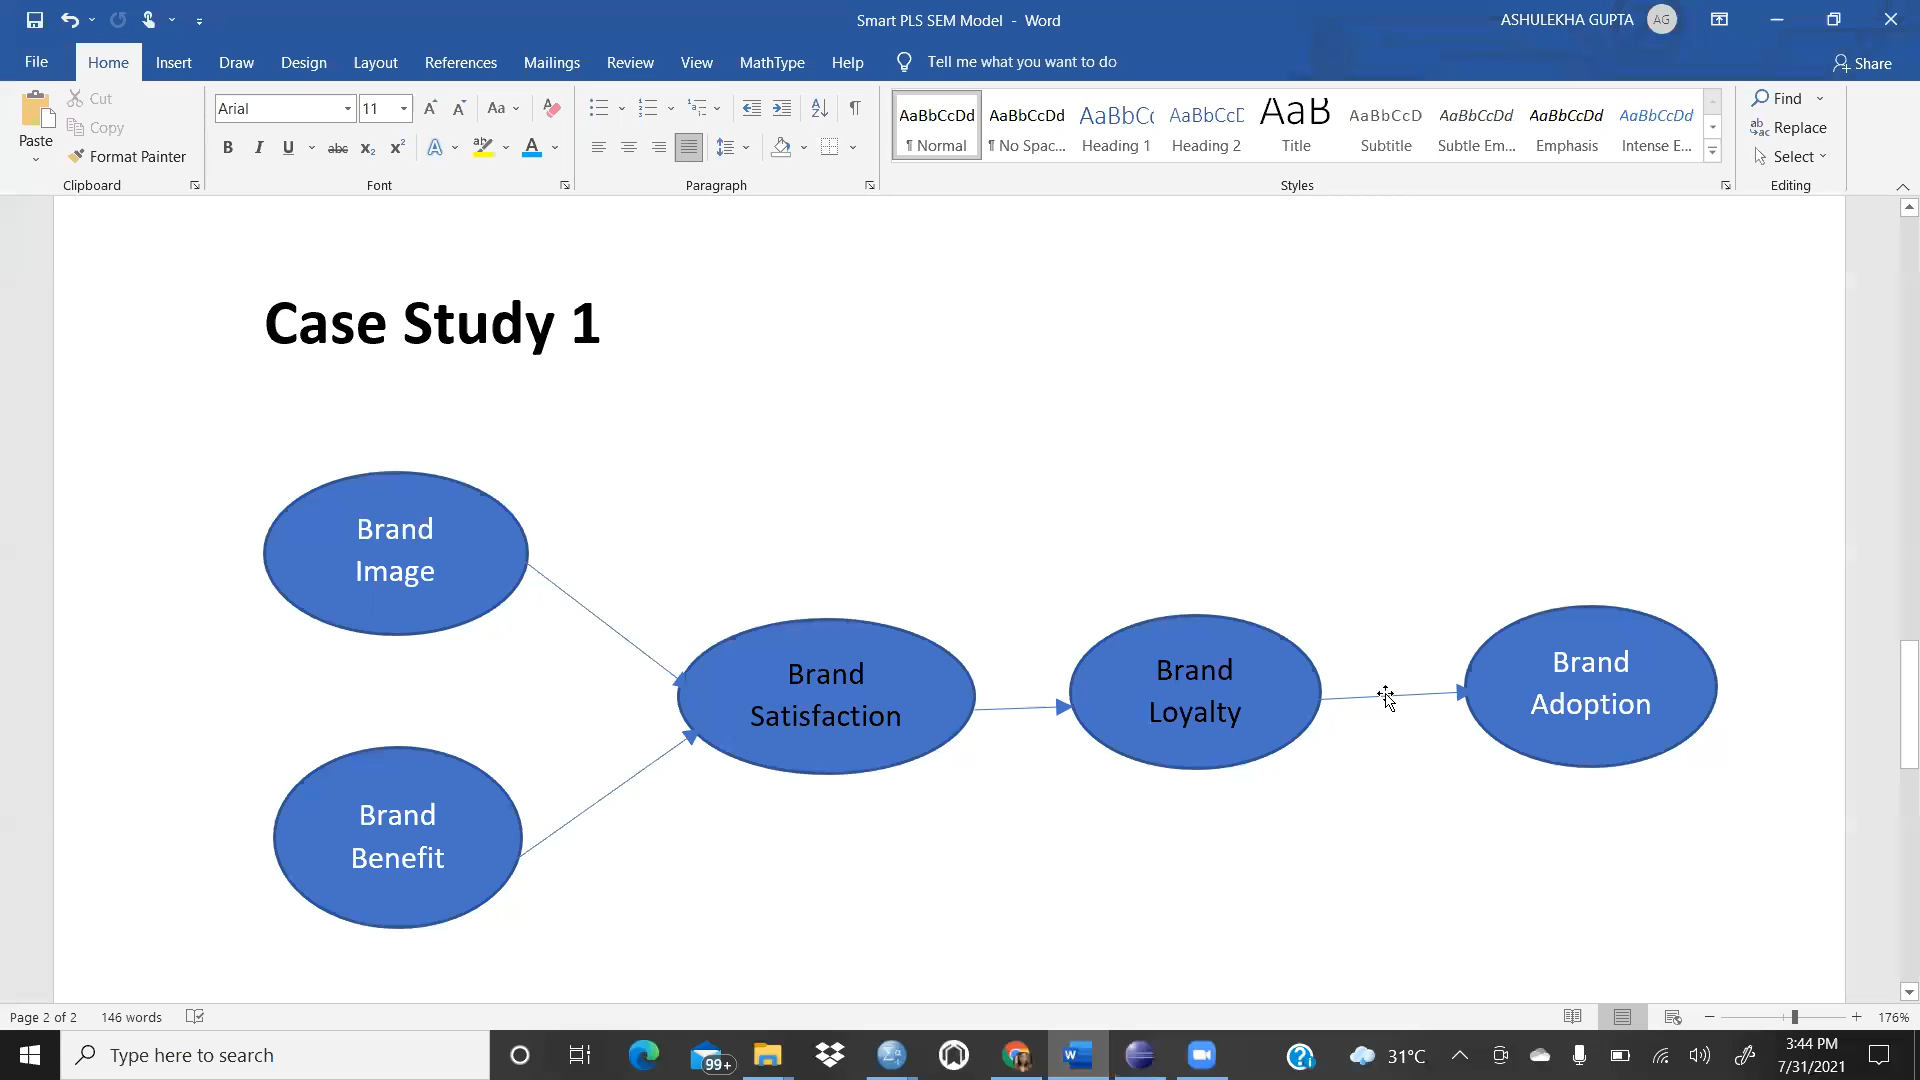 Smart PLS SEM Model - Word
ASHULEKHA GUPTA AG
File Home Insert Draw Design Layout References Mailings Review View MathType Help Tell me what you want to do Share
Paste
Cut
Copy
Format Painter
Clipboard
Arial 11
Font
Paragraph
AaBbCcDd AaBbCcDd AaBbCc AaBbCcD AaB AaBbCcD AaBbCcDd AaBbCcDd AaBbCcDd
¶ Normal ¶ No Spac... Heading 1 Heading 2 Title Subtitle Subtle Em... Emphasis Intense E...
Styles
Find
Replace
Select
Editing
Case Study 1
Brand
Image
Brand
Benefit
Brand
Satisfaction
Brand
Loyalty
Brand
Adoption
Page 2 of 2 146 words 176%
Type here to search
99+
31°C
3:44 PM
7/31/2021